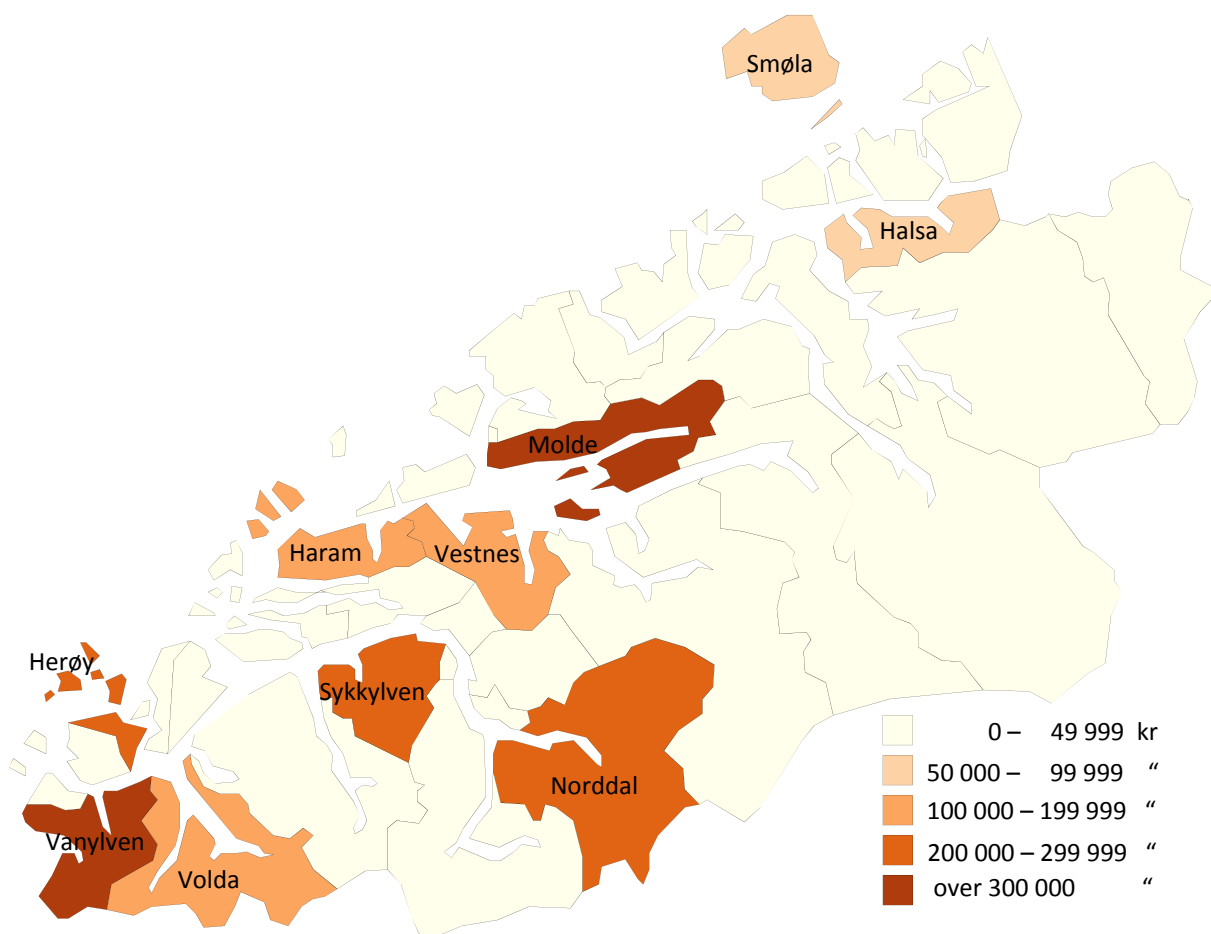 Smøla
Halsa
Molde
Haram
Vestnes
Herøy
Sykkylven
Norddal
Vanylven
Volda
0 – 49 999 kr
50 000 – 99 999 “
100 000 – 199 999 “
200 000 – 299 999 “
over 300 000 “